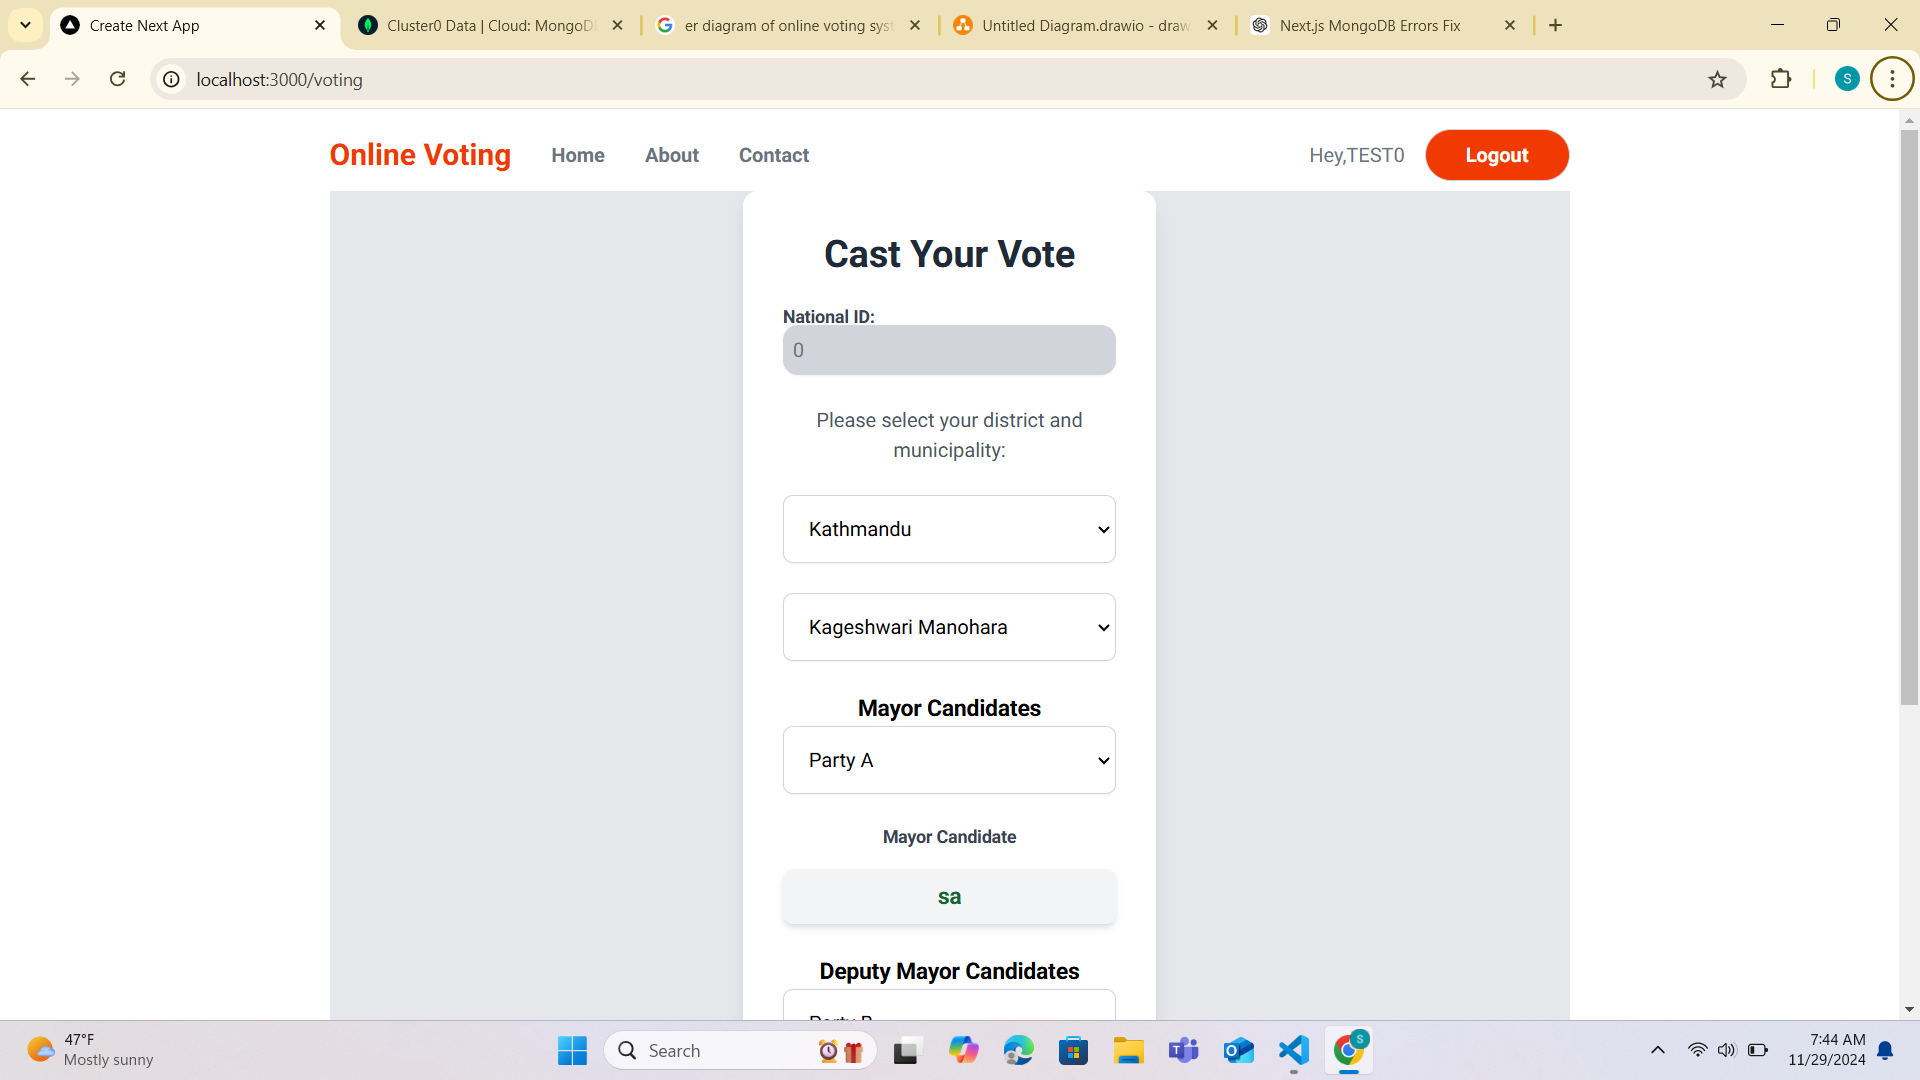 Create Next App
Cluster0 Data | Cloud: MongoD
er diagram of online voting syst
Untitled Diagram.drawio - draw
Next.js MongoDB Errors Fix
localhost:3000/voting
S
Online Voting
Home
About
Contact
Hey,TEST0
Logout
Cast Your Vote
National ID:
0
Please select your district and
municipality:
Kathmandu
Kageshwari Manohara
Mayor Candidates
Party A
Mayor Candidate
sa
Deputy Mayor Candidates
47°F
Mostly sunny
Search
S
7:44 AM
11/29/2024